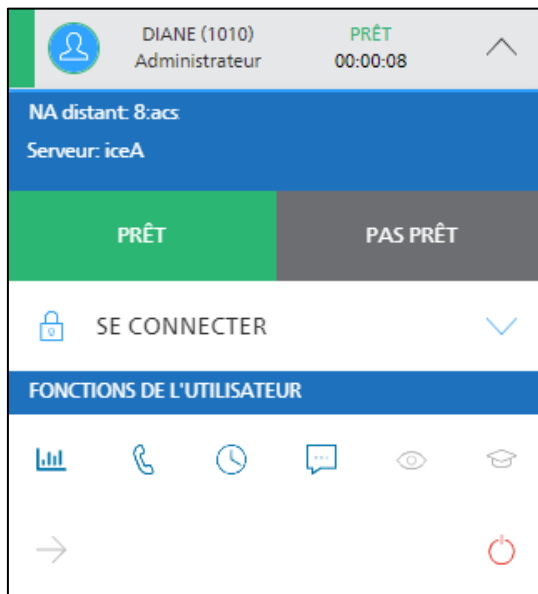 DIANE (1010)
Administrateur
PRÊT
00:00:08
NA distant: 8:acs
Serveur: iceA
PRÊT
PAS PRÊT
SE CONNECTER
FONCTIONS DE L'UTILISATEUR